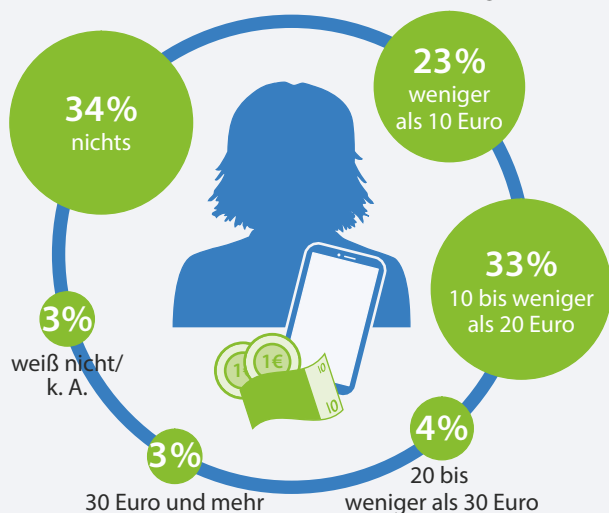 23%
weniger
als 10 Euro
34%
nichts
33%
10 bis weniger
als 20 Euro
3%
weiß nicht/
k. A.
1€
1€
10
10
4%
20 bis
weniger als 30 Euro
3%
30 Euro und mehr